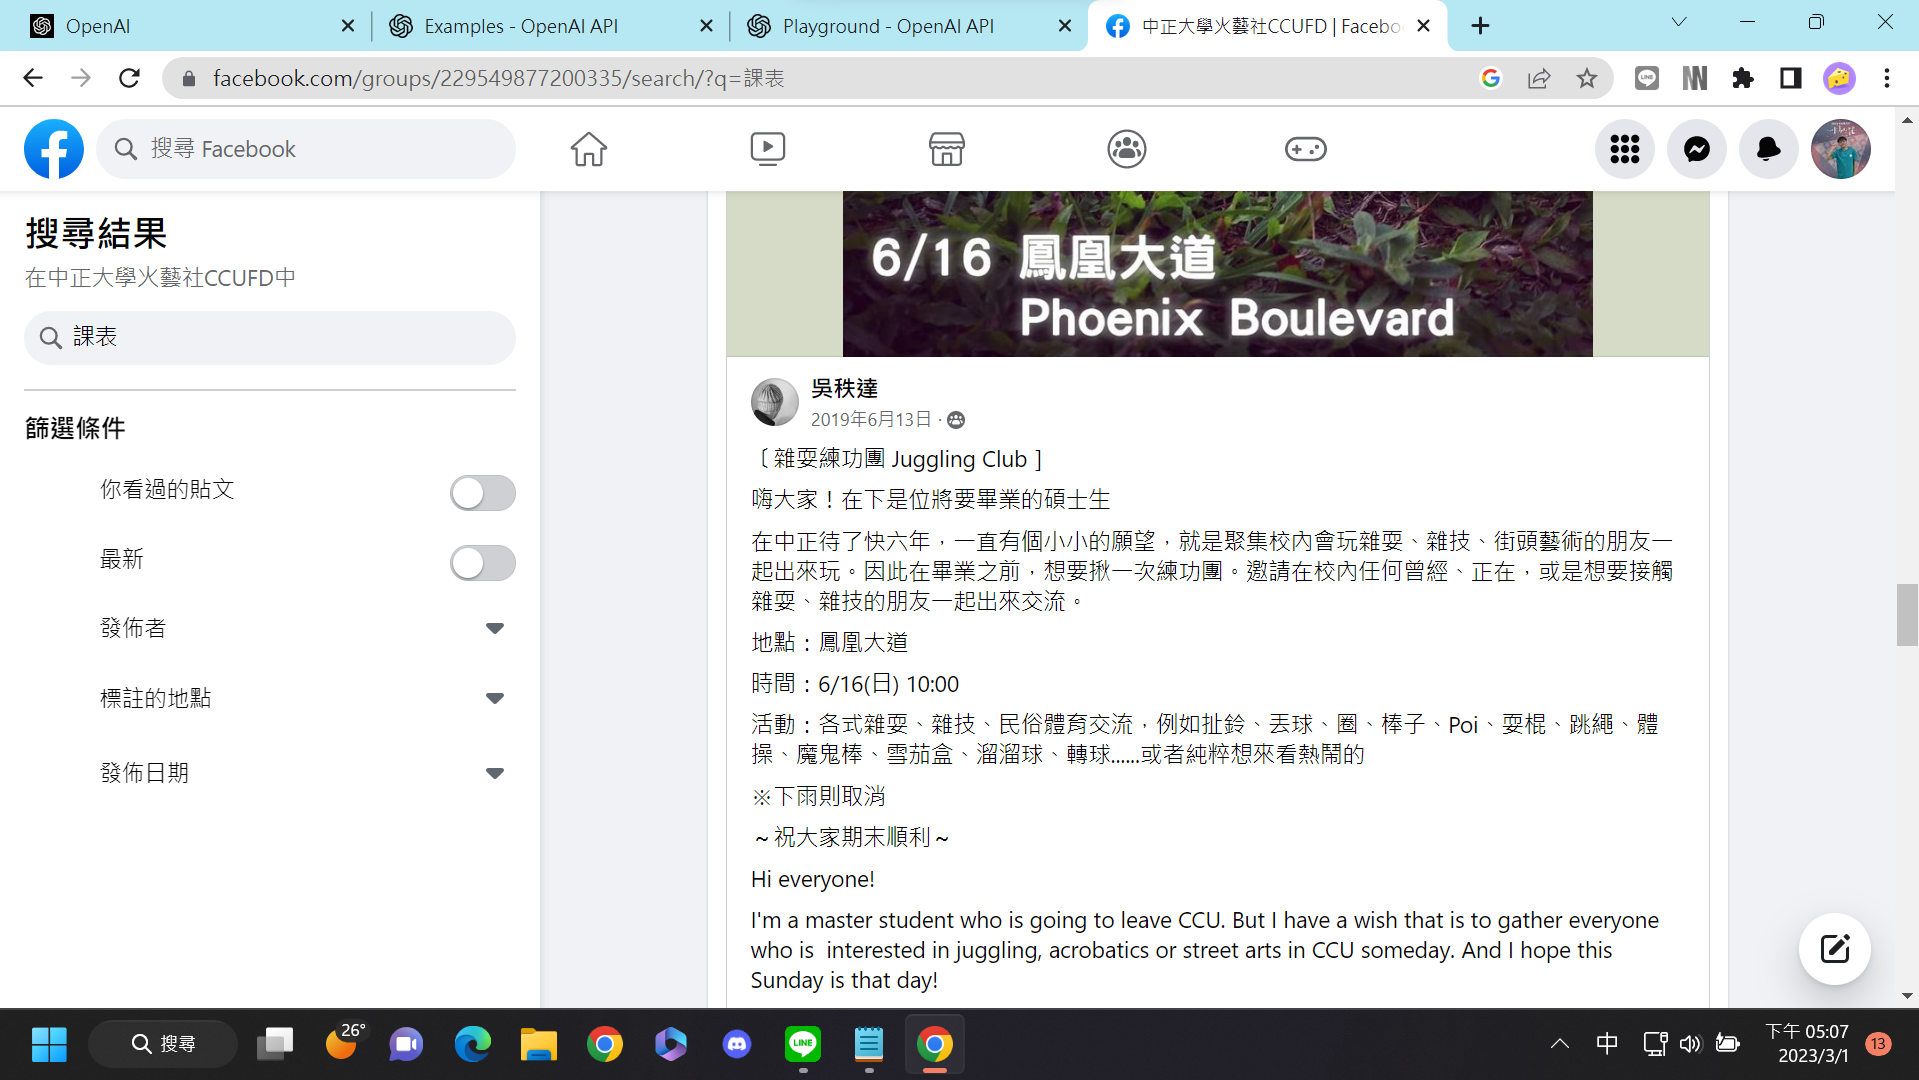 OpenAI
Examples - OpenAI API
Playground - OpenAI API
中正大學火藝社CCUFD | Facebo
facebook.com/groups/229549877200335/search/?q=課表
搜尋 Facebook
搜尋結果
在中正大學火藝社CCUFD中
課表
篩選條件
你看過的貼文
最新
發佈者
標註的地點
發佈日期
6/16 鳳凰大道
Phoenix Boulevard
吳秩達
2019年6月13日 ·
〔 雜耍練功團 Juggling Club ]
嗨大家！在下是位將要畢業的碩士生
在中正待了快六年，一直有個小小的願望，就是聚集校內會玩雜耍、雜技、街頭藝術的朋友一
起出來玩。因此在畢業之前，想要揪一次練功團。邀請在校內任何曾經、正在，或是想要接觸
雜耍、雜技的朋友一起出來交流。
地點：鳳凰大道
時間：6/16(日) 10:00
活動：各式雜耍、雜技、民俗體育交流，例如扯鈴、丟球、圈、棒子、Poi、耍棍、跳繩、體
操、魔鬼棒、雪茄盒、溜溜球、轉球......或者純粹想來看熱鬧的
※下雨則取消
～祝大家期末順利～
Hi everyone!
I'm a master student who is going to leave CCU. But I have a wish that is to gather everyone
who is  interested in juggling, acrobatics or street arts in CCU someday. And I hope this
Sunday is that day!
搜尋
26°
LINE
中
下午 05:07
2023/3/1
13